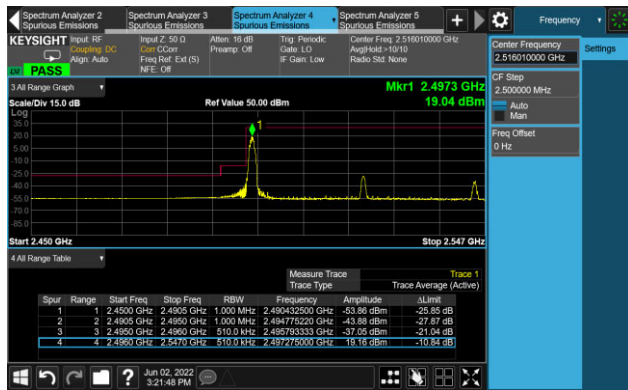 Spectrum Analyzer 2
Spurious Emissions
Spectrum Analyzer 3
Spurious Emissions
Spectrum Analyzer 4
Spurious Emissions
Spectrum Analyzer 5
Spurious Emissions
+
Frequency
KEYSIGHT
Input: RF
Coupling: DC
Align: Auto
Input Z: 50 Ω
Corr CCorr
Freq Ref: Ext (S)
NFE: Off
Atten: 16 dB
Preamp: Off
Trig: Periodic
Gate: LO
IF Gain: Low
Center Freq: 2.516010000 GHz
Avg|Hold:>10/10
Radio Std: None
PASS
Center Frequency
2.516010000 GHz
Settings
CF Step
2.500000 MHz
Auto
Man
Freq Offset
0 Hz
3 All Range Graph
Mkr1 2.4973 GHz
19.04 dBm
Scale/Div 15.0 dB
Ref Value 50.00 dBm
Log
35.0
20.0
5.00
-10.0
-25.0
-40.0
-55.0
-70.0
-85.0
1
Start 2.450 GHz
Stop 2.547 GHz
4 All Range Table
Measure Trace Trace 1
Trace Type Trace Average (Active)
Spur Range Start Freq Stop Freq RBW Frequency Amplitude ΔLimit
1 1 2.4500 GHz 2.4905 GHz 1.000 MHz 2.490432500 GHz -53.86 dBm -25.85 dB
2 2 2.4905 GHz 2.4950 GHz 1.000 MHz 2.494775220 GHz -43.88 dBm -27.87 dB
3 3 2.4950 GHz 2.4960 GHz 510.0 kHz 2.495793333 GHz -37.05 dBm -21.04 dB
4 4 2.4960 GHz 2.5470 GHz 510.0 kHz 2.497275000 GHz 19.16 dBm -10.84 dB
?
Jun 02, 2022
3:21:48 PM